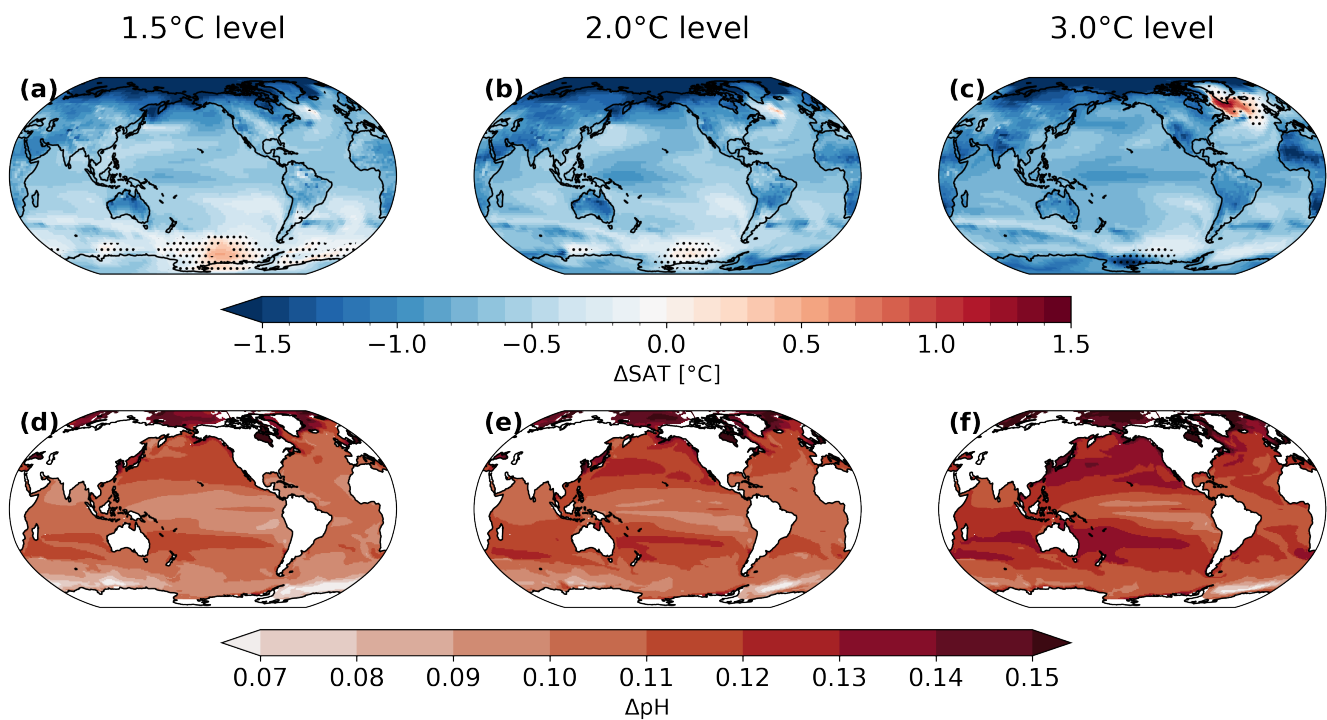 1.5°C level 2.0°C level 3.0°C level
(a) (b) (c)
−1.5 −1.0 −0.5 0.0 0.5 1.0 1.5
ΔSAT [°C]
(d) (e) (f)
0.07 0.08 0.09 0.10 0.11 0.12 0.13 0.14 0.15
ΔpH